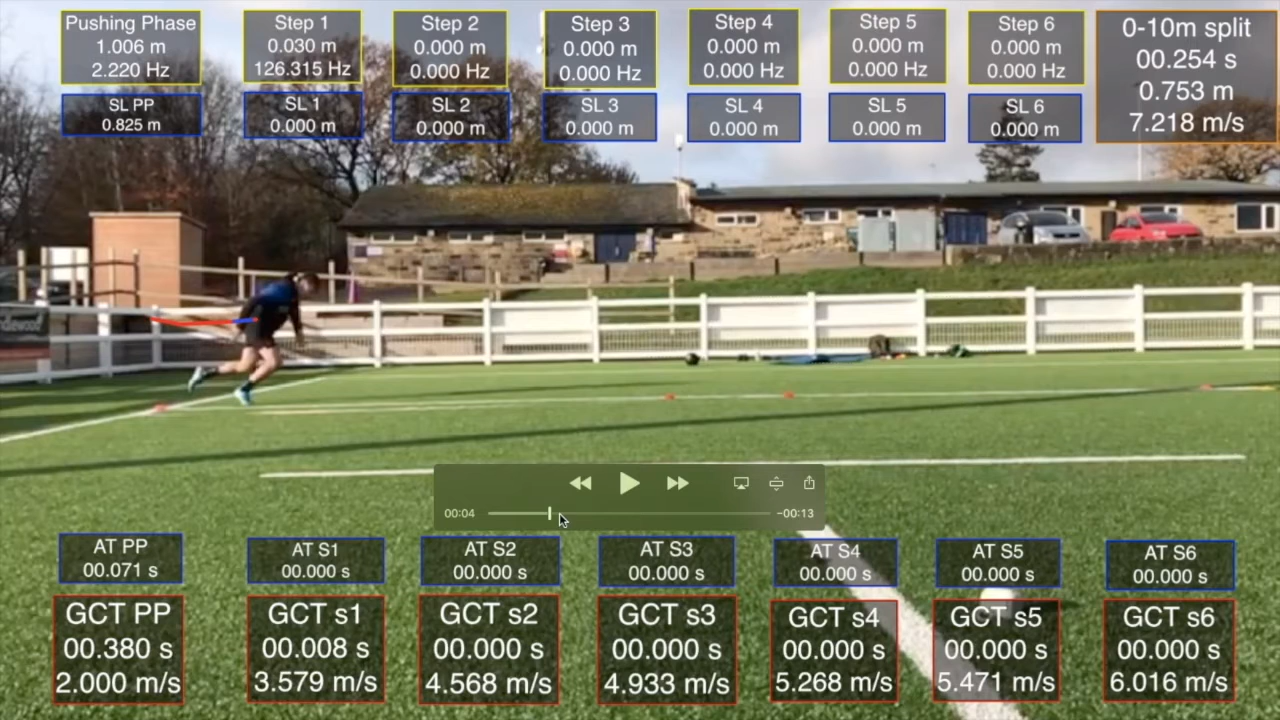 Pushing Phase
1.006 m
2.220 Hz
Step 1
0.030 m
126.315 Hz
Step 2
0.000 m
0.000 Hz
Step 3
0.000 m
0.000 Hz
Step 4
0.000 m
0.000 Hz
Step 5
0.000 m
0.000 Hz
Step 6
0.000 m
0.000 Hz
0-10m split
00.254 s
0.753 m
7.218 m/s
SL PP
0.825 m
SL 1
0.000 m
SL 2
0.000 m
SL 3
0.000 m
SL 4
0.000 m
SL 5
0.000 m
SL 6
0.000 m
00:04
-00:13
AT PP
00.071 s
AT S1
00.000 s
AT S2
00.000 s
AT S3
00.000 s
AT S4
00.000 s
AT S5
00.000 s
AT S6
00.000 s
GCT PP
00.380 s
2.000 m/s
GCT s1
00.008 s
3.579 m/s
GCT s2
00.000 s
4.568 m/s
GCT s3
00.000 s
4.933 m/s
GCT s4
00.000 s
5.268 m/s
GCT s5
00.000 s
5.471 m/s
GCT s6
00.000 s
6.016 m/s